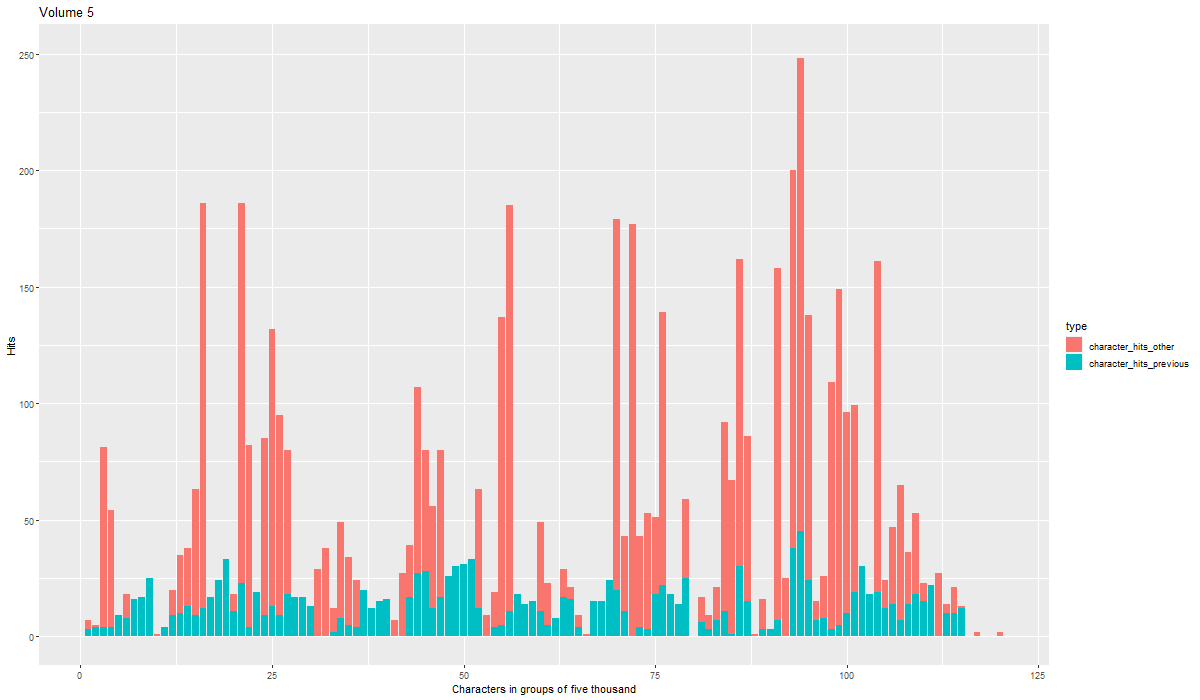 Volume 5
250
200
150
100
50
0
Hits
0
25
50
75
100
125
Characters in groups of five thousand
type
character_hits_other
character_hits_previous